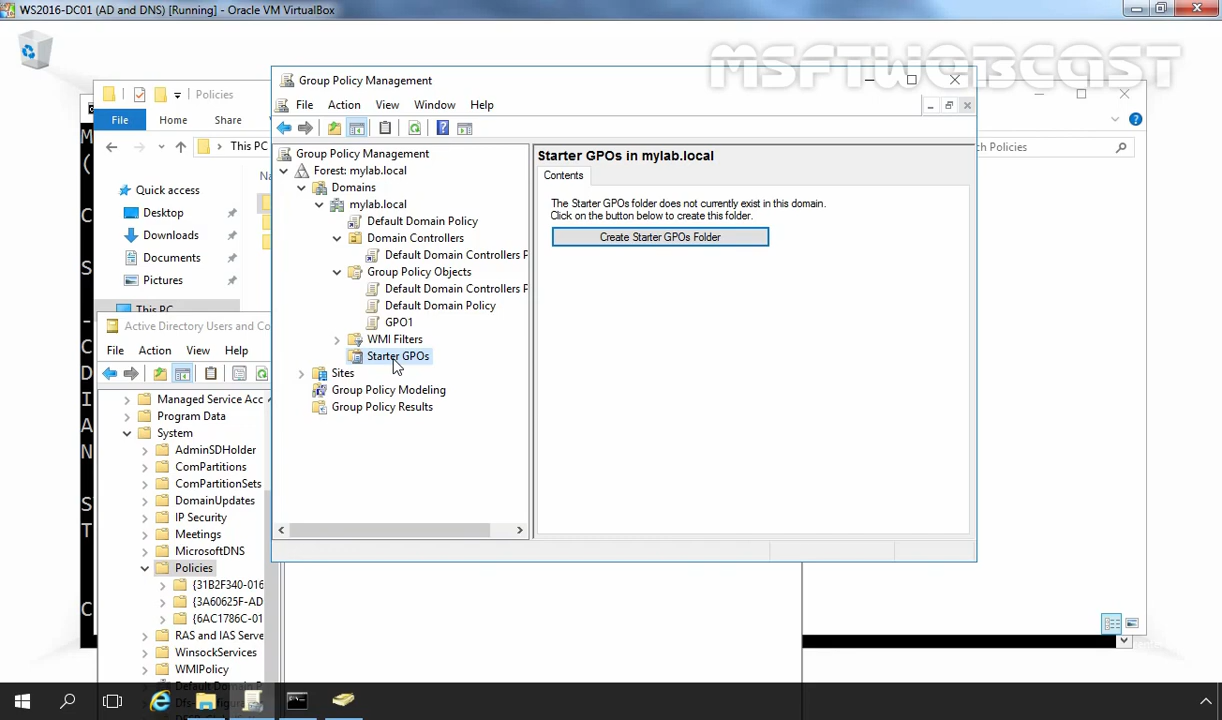 WS2016-DC01 (AD and DNS) [Running] - Oracle VM VirtualBox
MSFTWEBCAST
Policies
File
Home
Share
This PC
ch Policies
Quick access
Desktop
Downloads
Documents
Pictures
This PC
Group Policy Management
File Action View Window Help
Group Policy Management
Forest: mylab.local
Domains
mylab.local
Default Domain Policy
Domain Controllers
Default Domain Controllers P
Group Policy Objects
Default Domain Controllers P
Default Domain Policy
GPO1
WMI Filters
Starter GPOs
Sites
Group Policy Modeling
Group Policy Results
Starter GPOs in mylab.local
Contents
The Starter GPOs folder does not currently exist in this domain.
Click on the button below to create this folder.
Create Starter GPOs Folder
Active Directory Users and Co
File Action View Help
Managed Service Acc
Program Data
System
AdminSDHolder
ComPartitions
ComPartitionSets
DomainUpdates
IP Security
Meetings
MicrosoftDNS
Policies
{31B2F340-016
{3A60625F-AD
{6AC1786C-01
RAS and IAS Serve
WinsockServices
WMIPolicy